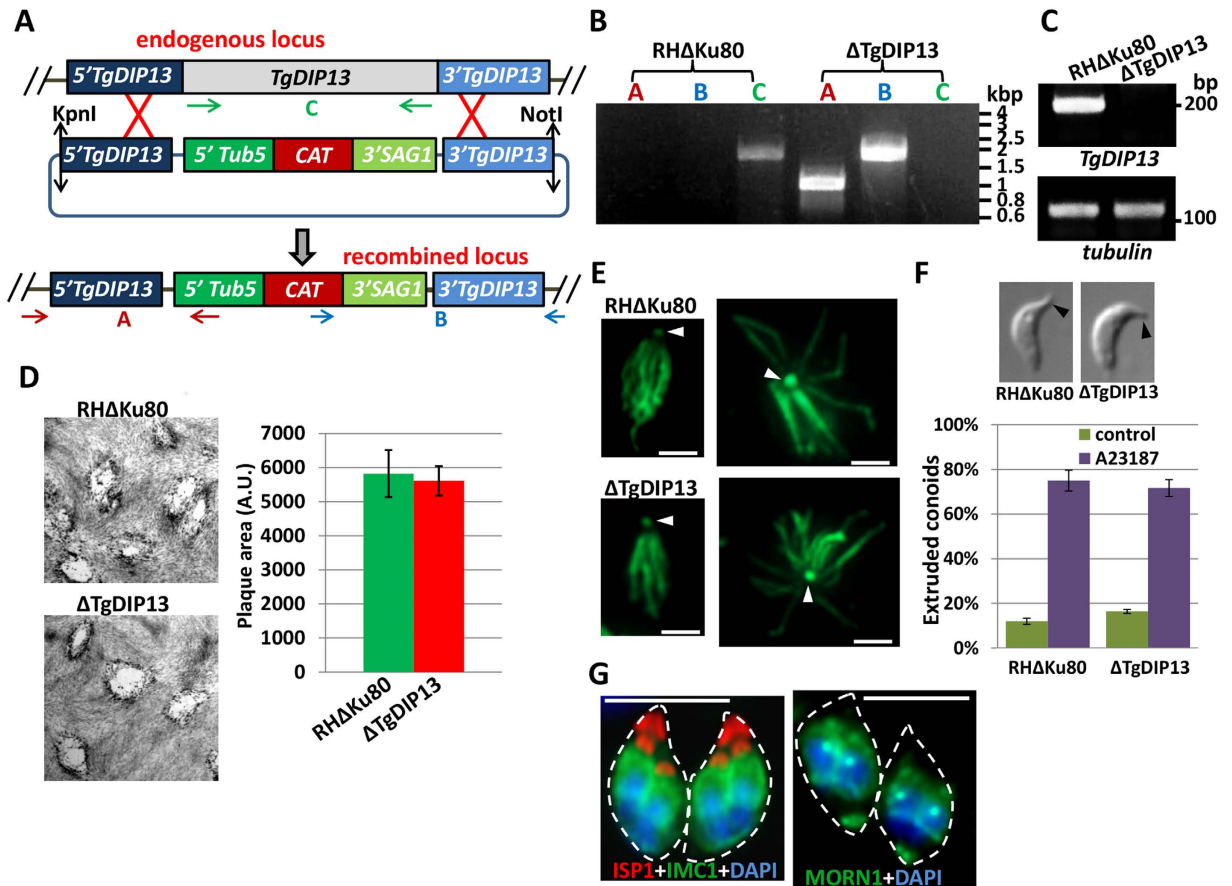 A
endogenous locus
5'TgDIP13 TgDIP13 3'TgDIP13
C
KpnI NotI
5'TgDIP13 5' Tub5 CAT 3'SAG1 3'TgDIP13
recombined locus
5'TgDIP13 5' Tub5 CAT 3'SAG1 3'TgDIP13
A B
B
RHΔKu80 ΔTgDIP13
A B C A B C
kbp
4
3
2.5
2
1.5
1
0.8
0.6
C
RHΔKu80
ΔTgDIP13
bp
200
TgDIP13
100
tubulin
D
RHΔKu80
ΔTgDIP13
Plaque area (A.U.)
7000
6000
5000
4000
3000
2000
1000
0
RHΔKu80
ΔTgDIP13
E
RHΔKu80
ΔTgDIP13
F
RHΔKu80 ΔTgDIP13
control
A23187
Extruded conoids
100%
80%
60%
40%
20%
0%
RHΔKu80 ΔTgDIP13
G
ISP1+IMC1+DAPI
MORN1+DAPI